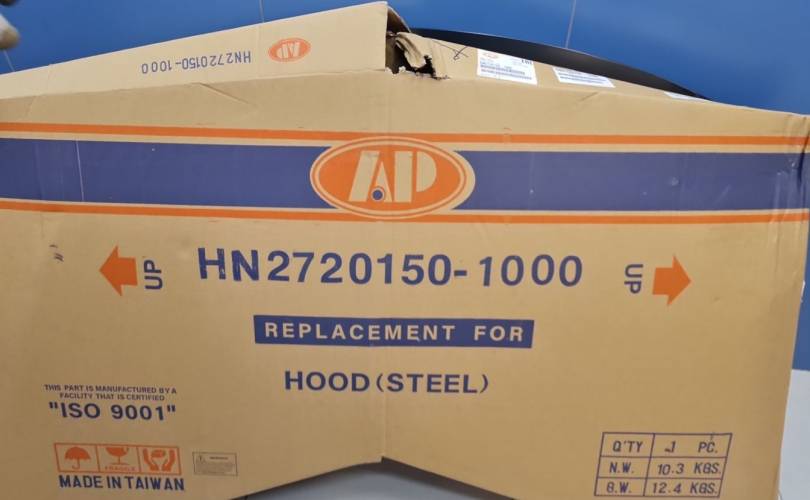 HN2720150-1000
AP
AP
HN2720150-1000
UP
UP
REPLACEMENT FOR
HOOD (STEEL)
THIS PART IS MANUFACTURED BY A
FACILITY THAT IS CERTIFIED
"ISO 9001"
FRAGILE
MADE IN TAIWAN
Q'TY 1 PC.
N.W. 10.3 KGS.
G.W. 12.4 KGS.